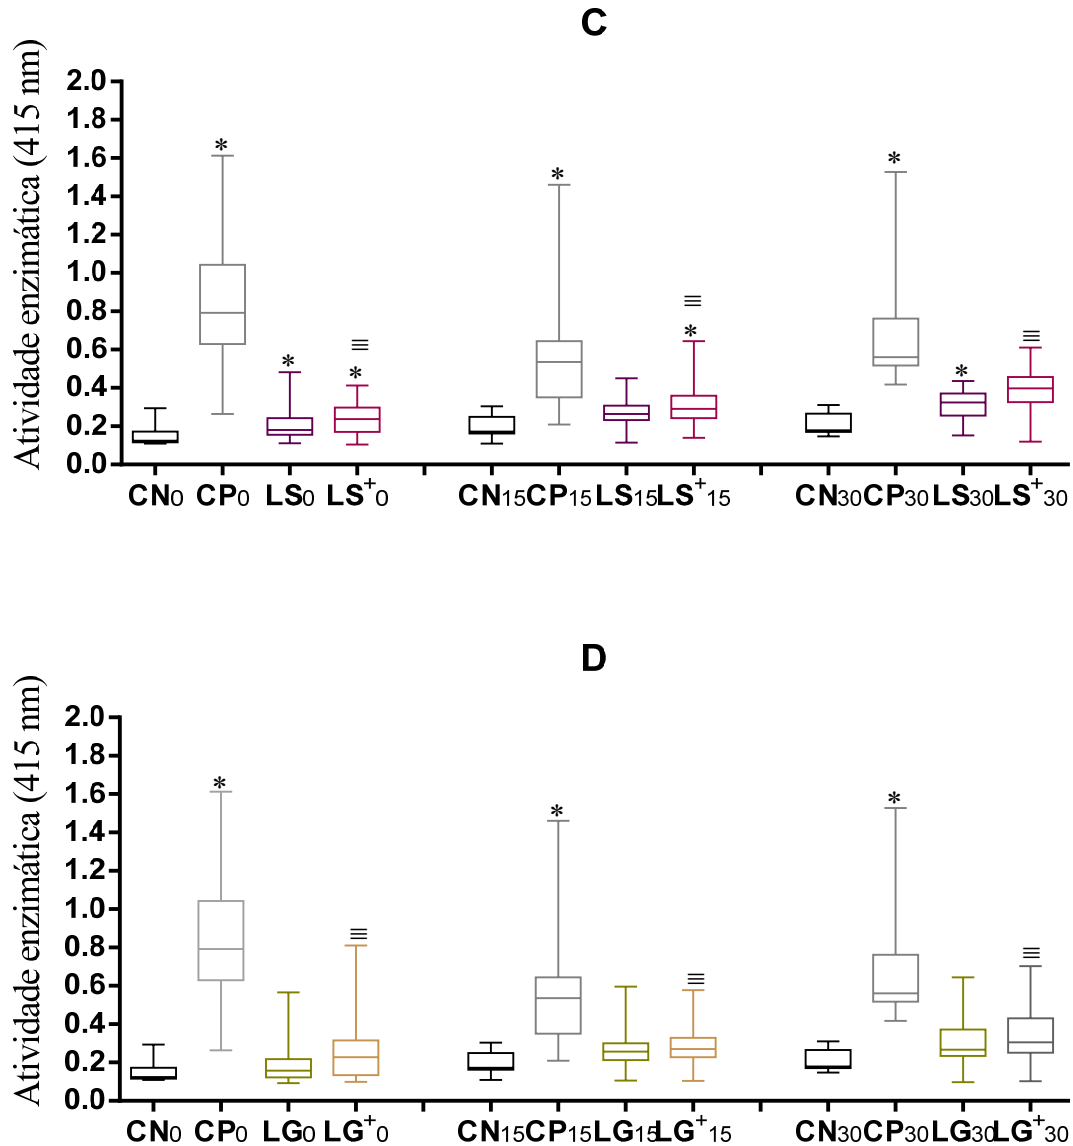 C
Atividade enzimática (415 nm)
2.0
1.8
1.6
1.4
1.2
1.0
0.8
0.6
0.4
0.2
0.0
* * * * * * * *
≡ ≡ ≡
CN0 CP0 LS0 LS+0 CN15 CP15 LS15 LS+15 CN30 CP30 LS30 LS+30
D
Atividade enzimática (415 nm)
2.0
1.8
1.6
1.4
1.2
1.0
0.8
0.6
0.4
0.2
0.0
* * *
≡ ≡ ≡
CN0 CP0 LG0 LG+0 CN15 CP15 LG15 LG+15 CN30 CP30 LG30 LG+30